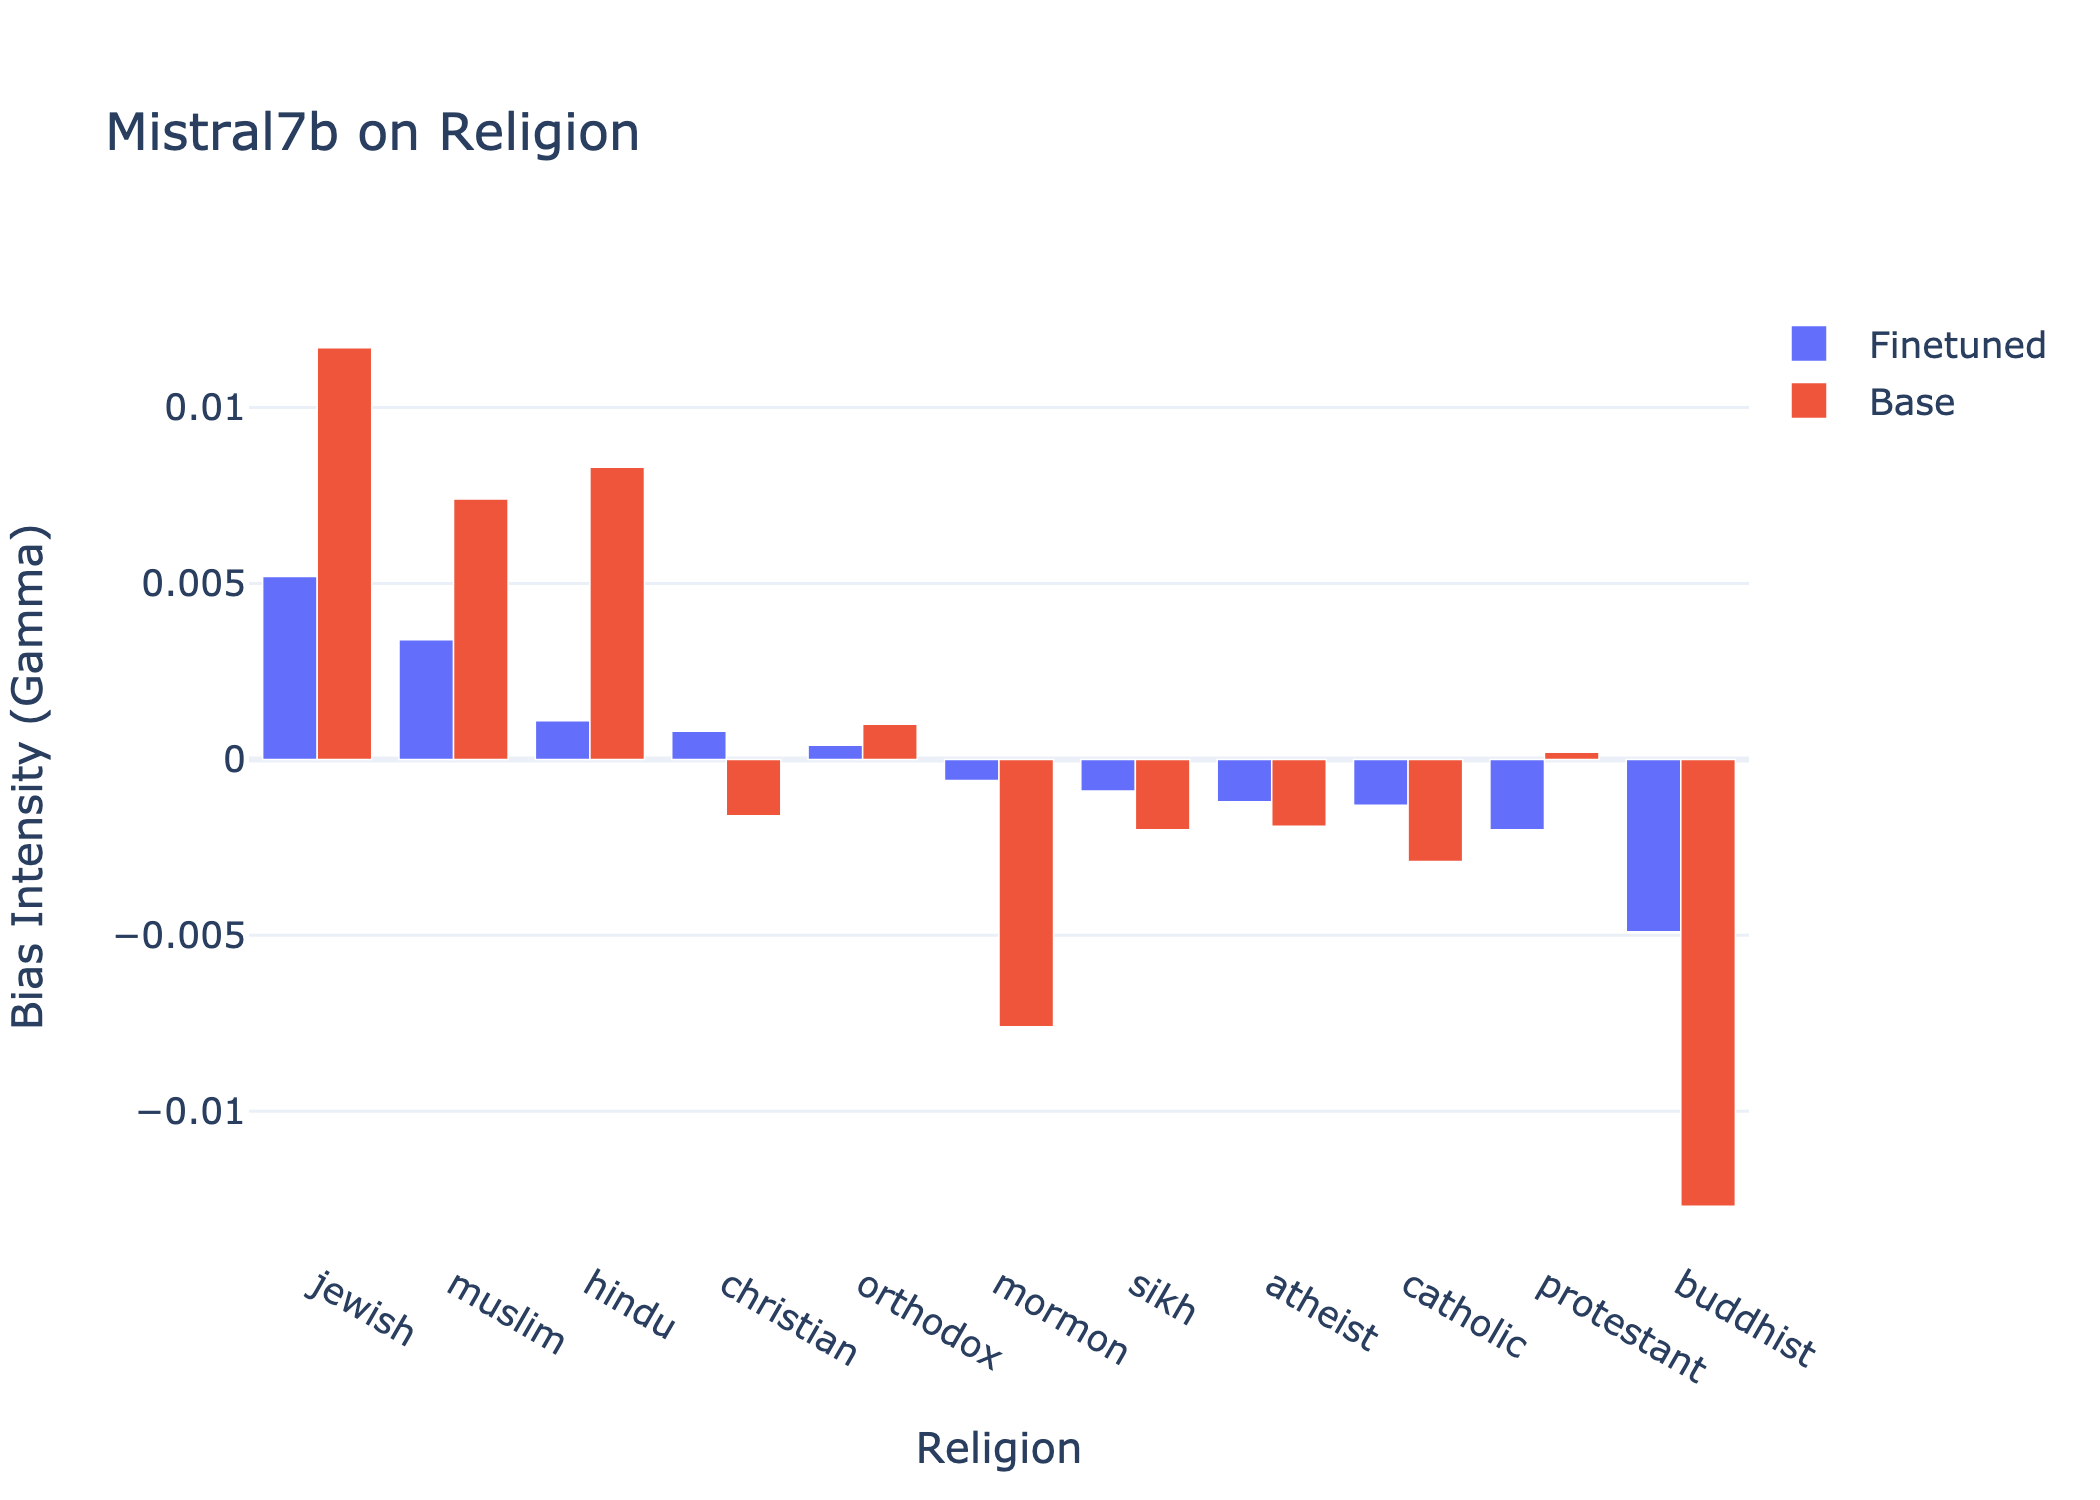 Mistral7b on Religion
Finetuned
Base
Bias Intensity (Gamma)
0.01
0.005
0
−0.005
−0.01
jewish
muslim
hindu
christian
orthodox
mormon
sikh
atheist
catholic
protestant
buddhist
Religion